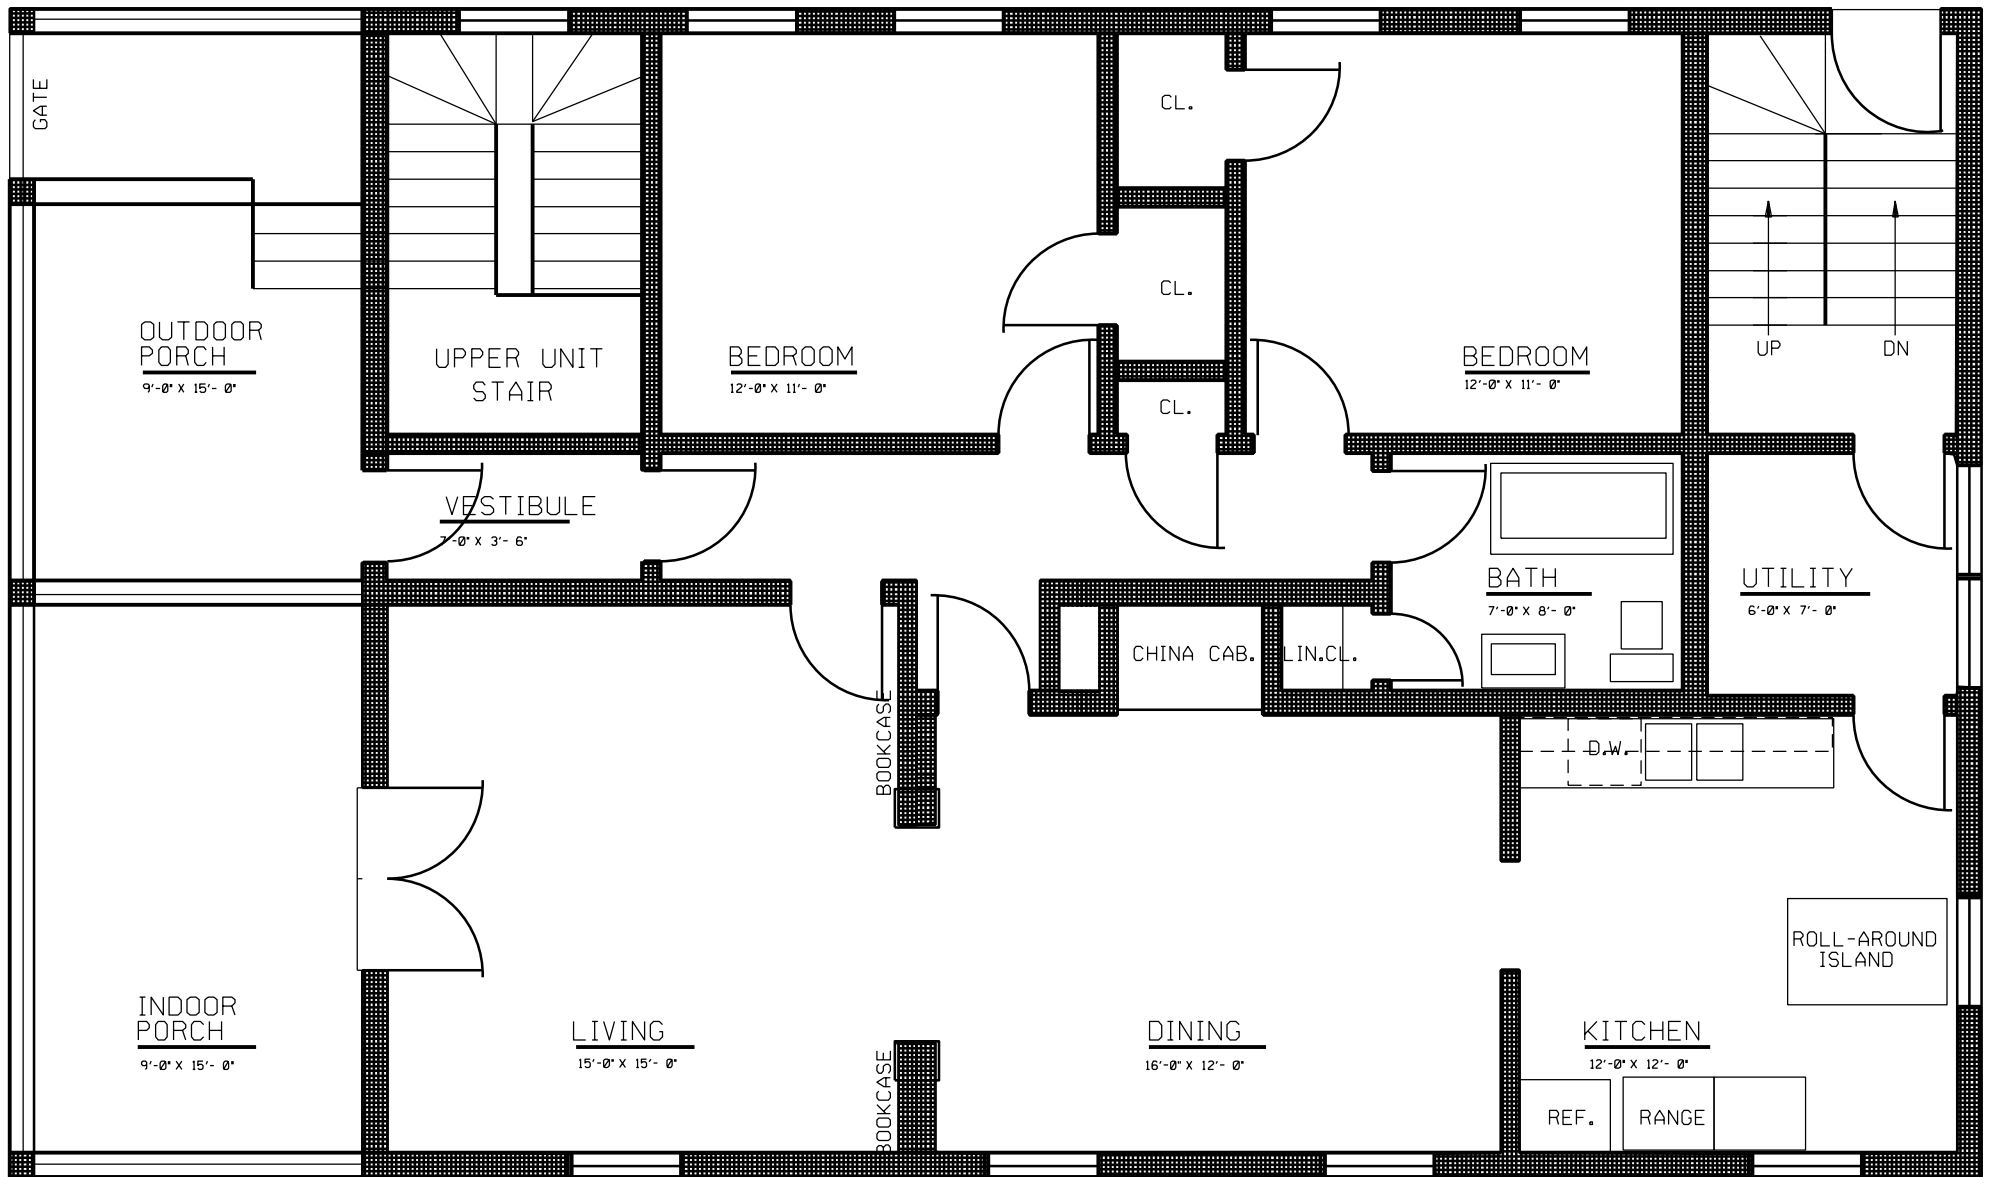 GATE
CL.
CL.
CL.
OUTDOOR
PORCH
9'-0" X 15'- 0"
UPPER UNIT
STAIR
BEDROOM
12'-0" X 11'- 0"
BEDROOM
12'-0" X 11'- 0"
UP
DN
VESTIBULE
7'-0" X 3'- 6"
BATH
7'-0" X 8'- 0"
UTILITY
6'-0" X 7'- 0"
CHINA CAB.
LIN.CL.
BOOKCASE
D.W.
ROLL-AROUND
ISLAND
INDOOR
PORCH
9'-0" X 15'- 0"
LIVING
15'-0" X 15'- 0"
BOOKCASE
DINING
16'-0" X 12'- 0"
KITCHEN
12'-0" X 12'- 0"
REF.
RANGE